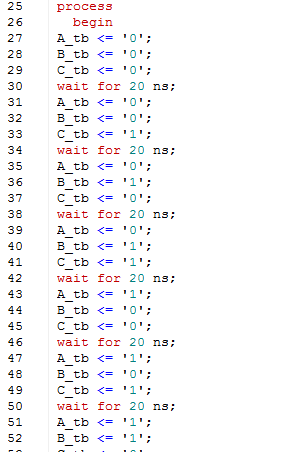 25 process
26 begin
27 A_tb <= '0';
28 B_tb <= '0';
29 C_tb <= '0';
30 wait for 20 ns;
31 A_tb <= '0';
32 B_tb <= '0';
33 C_tb <= '1';
34 wait for 20 ns;
35 A_tb <= '0';
36 B_tb <= '1';
37 C_tb <= '0';
38 wait for 20 ns;
39 A_tb <= '0';
40 B_tb <= '1';
41 C_tb <= '1';
42 wait for 20 ns;
43 A_tb <= '1';
44 B_tb <= '0';
45 C_tb <= '0';
46 wait for 20 ns;
47 A_tb <= '1';
48 B_tb <= '0';
49 C_tb <= '1';
50 wait for 20 ns;
51 A_tb <= '1';
52 B_tb <= '1';